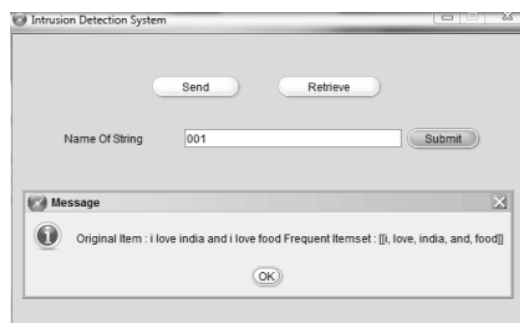 Intrusion Detection System
Send Retrieve
Name Of String 001 Submit
Message
Original Item : i love india and i love food Frequent Itemset : [[i, love, india, and, food]]
OK